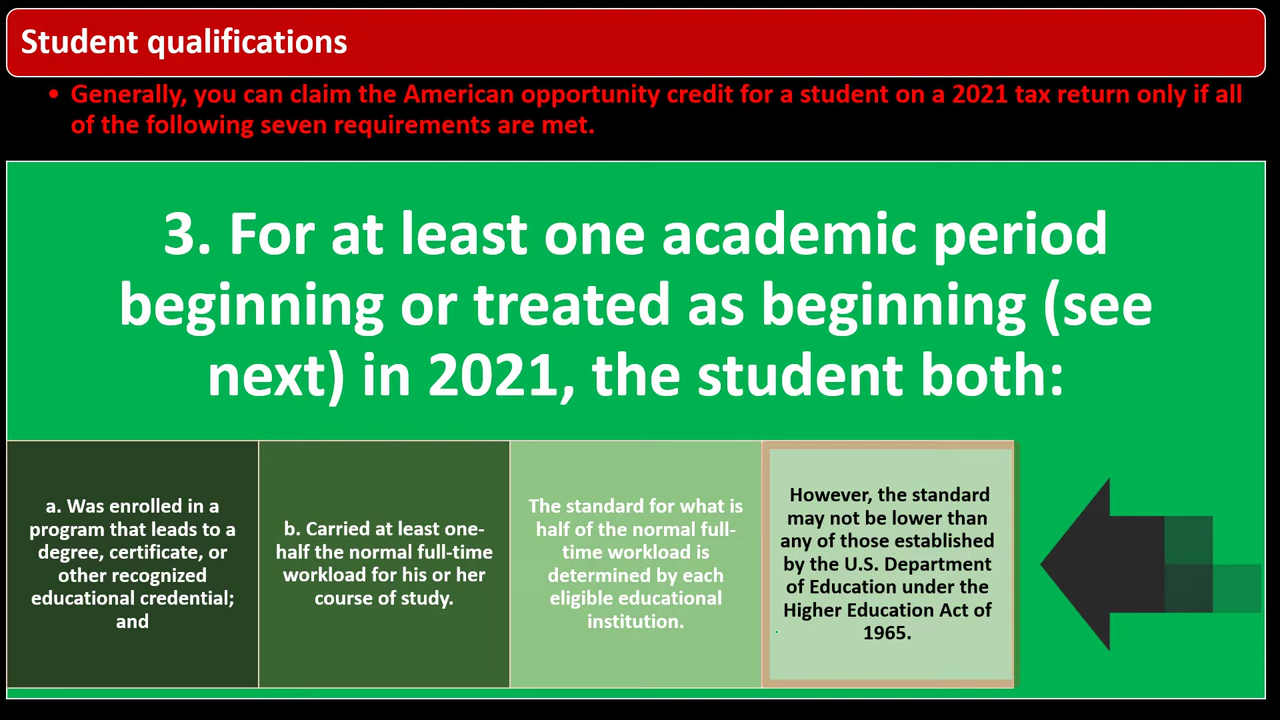 Student qualifications
• Generally, you can claim the American opportunity credit for a student on a 2021 tax return only if all
of the following seven requirements are met.
3. For at least one academic period
beginning or treated as beginning (see
next) in 2021, the student both:
a. Was enrolled in a
program that leads to a
degree, certificate, or
other recognized
educational credential;
and
b. Carried at least one-
half the normal full-time
workload for his or her
course of study.
The standard for what is
half of the normal full-
time workload is
determined by each
eligible educational
institution.
However, the standard
may not be lower than
any of those established
by the U.S. Department
of Education under the
Higher Education Act of
1965.